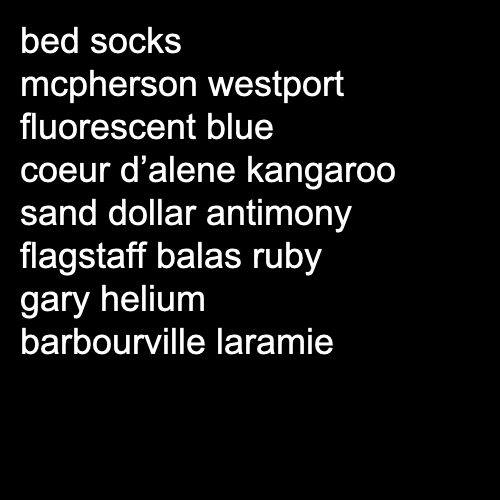 bed socks
mcpherson westport
fluorescent blue
coeur d’alene kangaroo
sand dollar antimony
flagstaff balas ruby
gary helium
barbourville laramie